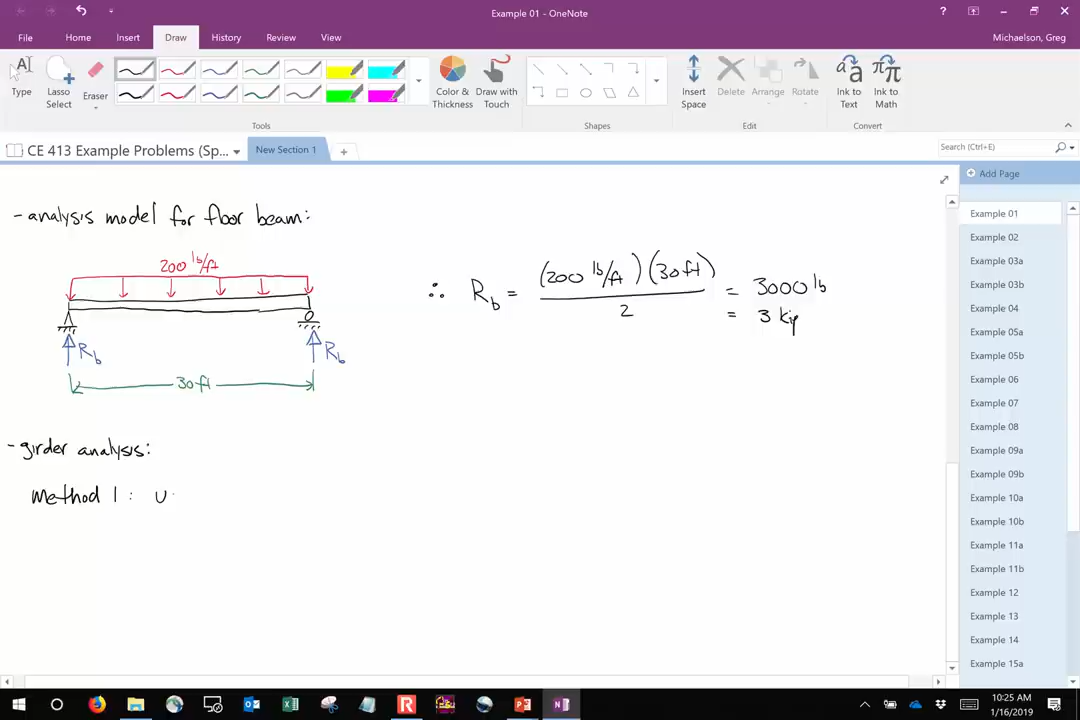 Example 01 - OneNote
?
Michaelson, Greg
File Home Insert Draw History Review View
Type
Lasso Select
Eraser
Color & Thickness
Draw with Touch
Insert Space
Delete
Arrange
Rotate
Ink to Text
Ink to Math
Tools
Shapes
Edit
Convert
CE 413 Example Problems (Sp...
New Section 1
Search (Ctrl+E)
Add Page
Example 01
Example 02
Example 03a
Example 03b
Example 04
Example 05a
Example 05b
Example 06
Example 07
Example 08
Example 09a
Example 09b
Example 10a
Example 10b
Example 11a
Example 11b
Example 12
Example 13
Example 14
Example 15a
- analysis model for floor beam:
200 lb/ft
Rb
Rb
30 ft
∴ Rb = (200 lb/ft)(30 ft) / 2 = 3000 lb
= 3 kip
- girder analysis:
Method 1: u
10:25 AM
1/16/2019